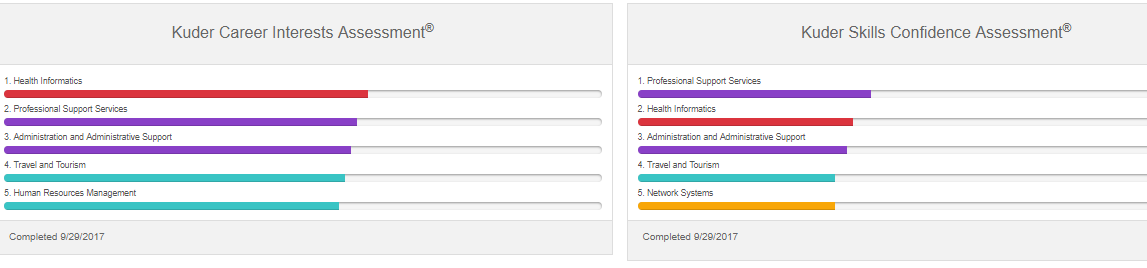 Kuder Career Interests Assessment®
1. Health Informatics
2. Professional Support Services
3. Administration and Administrative Support
4. Travel and Tourism
5. Human Resources Management
Completed 9/29/2017
Kuder Skills Confidence Assessment®
1. Professional Support Services
2. Health Informatics
3. Administration and Administrative Support
4. Travel and Tourism
5. Network Systems
Completed 9/29/2017